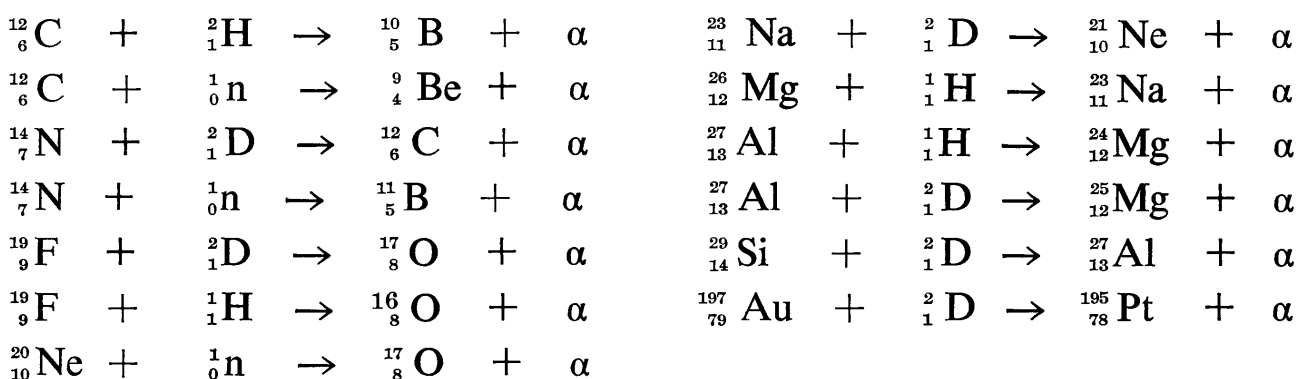 ¹²₆C + ²₁H → ¹⁰₅B + α
¹²₆C + ¹₀n → ⁹₄Be + α
¹⁴₇N + ²₁D → ¹²₆C + α
¹⁴₇N + ¹₀n → ¹¹₅B + α
¹⁹₉F + ²₁D → ¹⁷₈O + α
¹⁹₉F + ¹₁H → ¹⁶₈O + α
²⁰₁₀Ne + ¹₀n → ¹⁷₈O + α
²³₁₁Na + ²₁D → ²¹₁₀Ne + α
²⁶₁₂Mg + ¹₁H → ²³₁₁Na + α
²⁷₁₃Al + ¹₁H → ²⁴₁₂Mg + α
²⁷₁₃Al + ²₁D → ²⁵₁₂Mg + α
²⁹₁₄Si + ²₁D → ²⁷₁₃Al + α
¹⁹⁷₇₉Au + ²₁D → ¹⁹⁵₇₈Pt + α